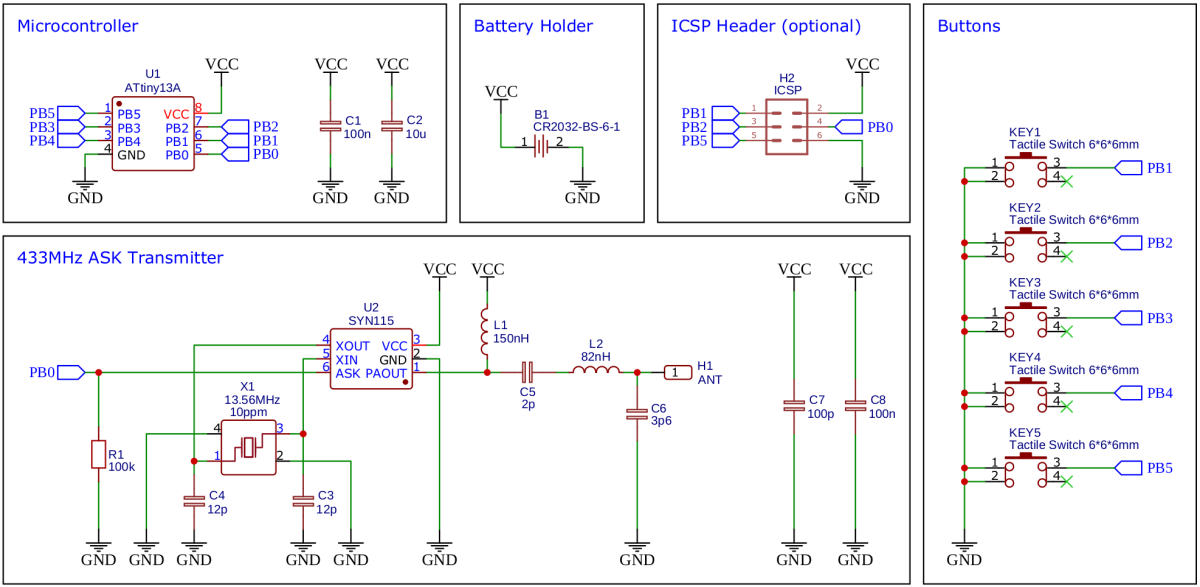 Microcontroller
VCC VCC VCC
U1
ATtiny13A
PB5 1 PB5 VCC 8
PB3 2 PB3 PB2 7 PB2
PB4 3 PB4 PB1 6 PB1
4 GND PB0 5 PB0
C1
100n
C2
10u
GND GND GND
Battery Holder
VCC
B1
CR2032-BS-6-1
1 2
GND
ICSP Header (optional)
VCC
H2
ICSP
PB1 1 2
PB2 3 4 PB0
PB5 5 6
GND
Buttons
KEY1
Tactile Switch 6*6*6mm
1 3 PB1
2 4
KEY2
Tactile Switch 6*6*6mm
1 3 PB2
2 4
KEY3
Tactile Switch 6*6*6mm
1 3 PB3
2 4
KEY4
Tactile Switch 6*6*6mm
1 3 PB4
2 4
KEY5
Tactile Switch 6*6*6mm
1 3 PB5
2 4
GND
433MHz ASK Transmitter
VCC VCC VCC VCC
U2
SYN115
4 XOUT VCC 3
5 XIN GND 2
PB0 6 ASK PAOUT 1
L1
150nH
L2
82nH
C5
2p
1 H1
ANT
X1
13.56MHz
10ppm
4 3
1 2
R1
100k
C4
12p
C3
12p
C6
3p6
C7
100p
C8
100n
GND GND GND GND GND GND GND GND GND